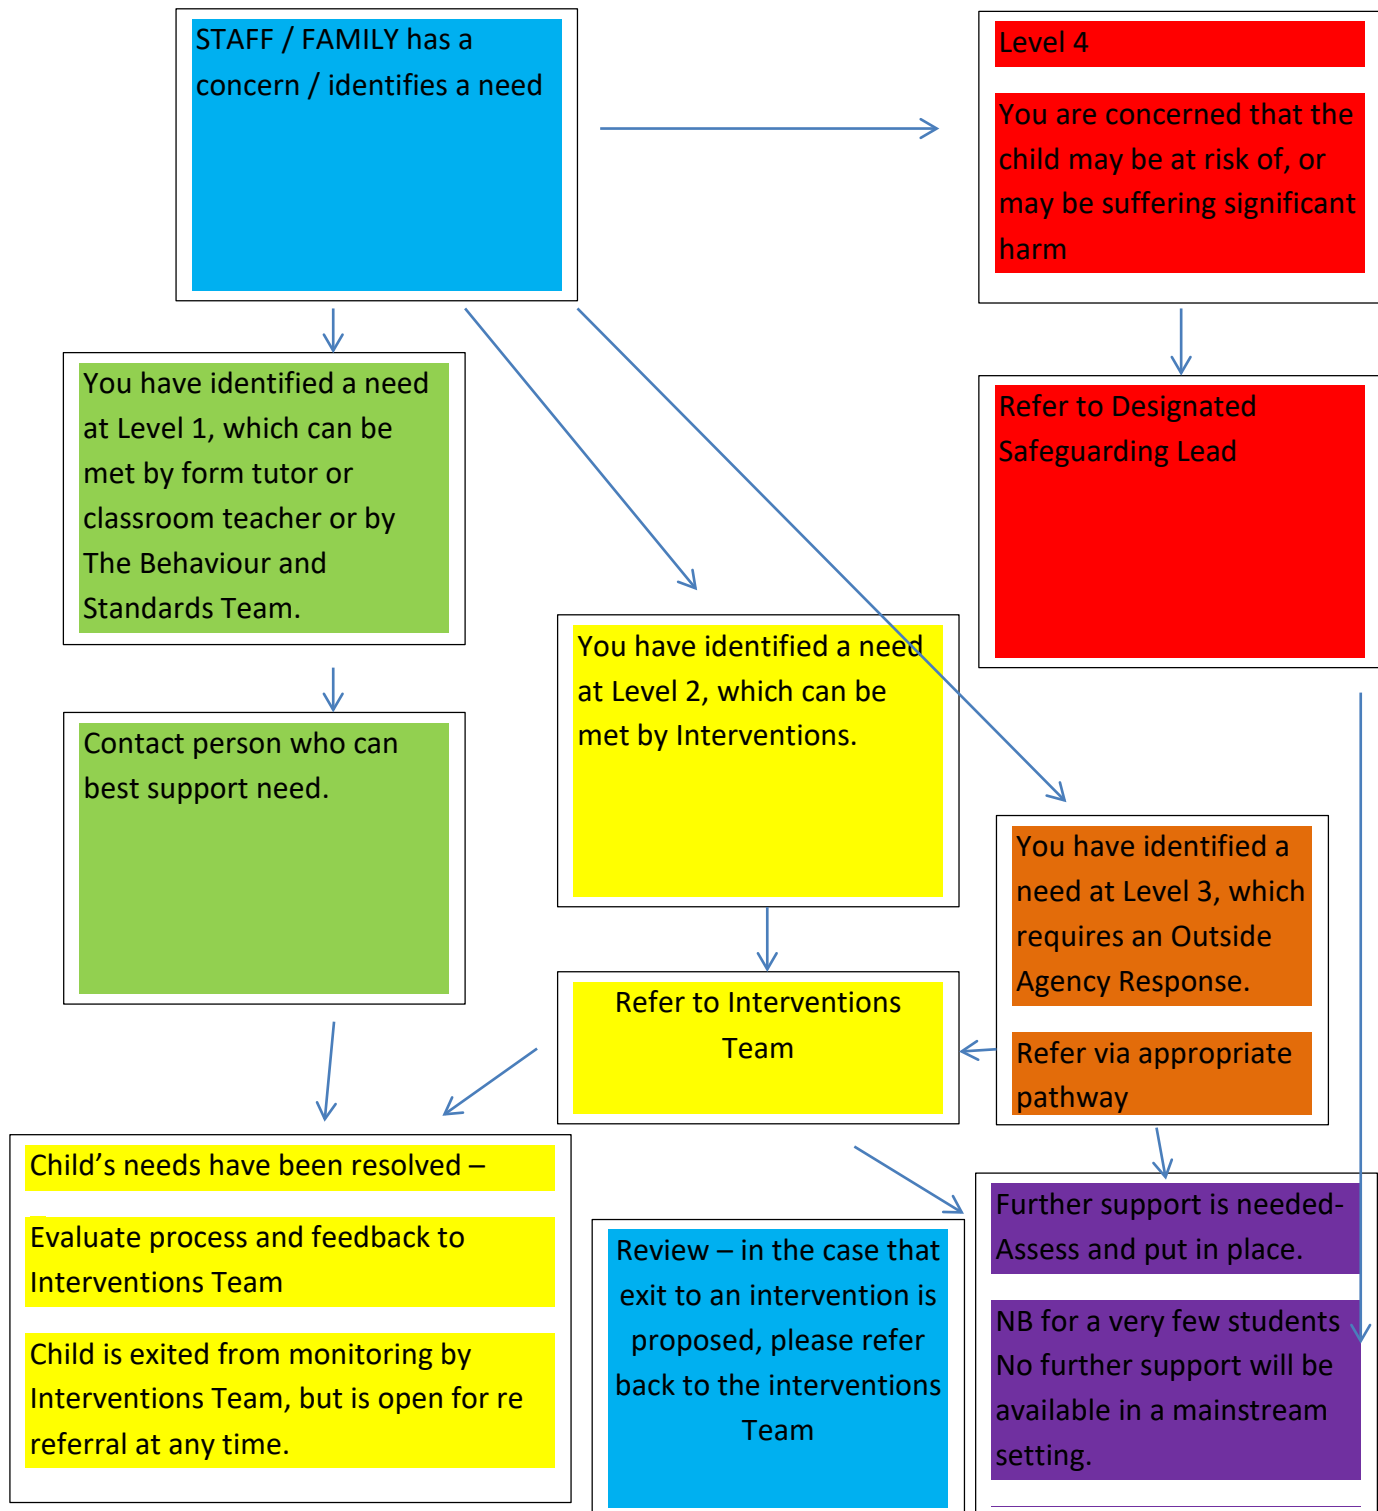 STAFF / FAMILY has a
concern / identifies a need
Level 4
You are concerned that the
child may be at risk of, or
may be suffering significant
harm
You have identified a need
at Level 1, which can be
met by form tutor or
classroom teacher or by
The Behaviour and
Standards Team.
Refer to Designated
Safeguarding Lead
You have identified a need
at Level 2, which can be
met by Interventions.
Contact person who can
best support need.
You have identified a
need at Level 3, which
requires an Outside
Agency Response.
Refer via appropriate
pathway
Refer to Interventions
Team
Child’s needs have been resolved –
Evaluate process and feedback to
Interventions Team
Child is exited from monitoring by
Interventions Team, but is open for re
referral at any time.
Review – in the case that
exit to an intervention is
proposed, please refer
back to the interventions
Team
Further support is needed-
Assess and put in place.
NB for a very few students
No further support will be
available in a mainstream
setting.